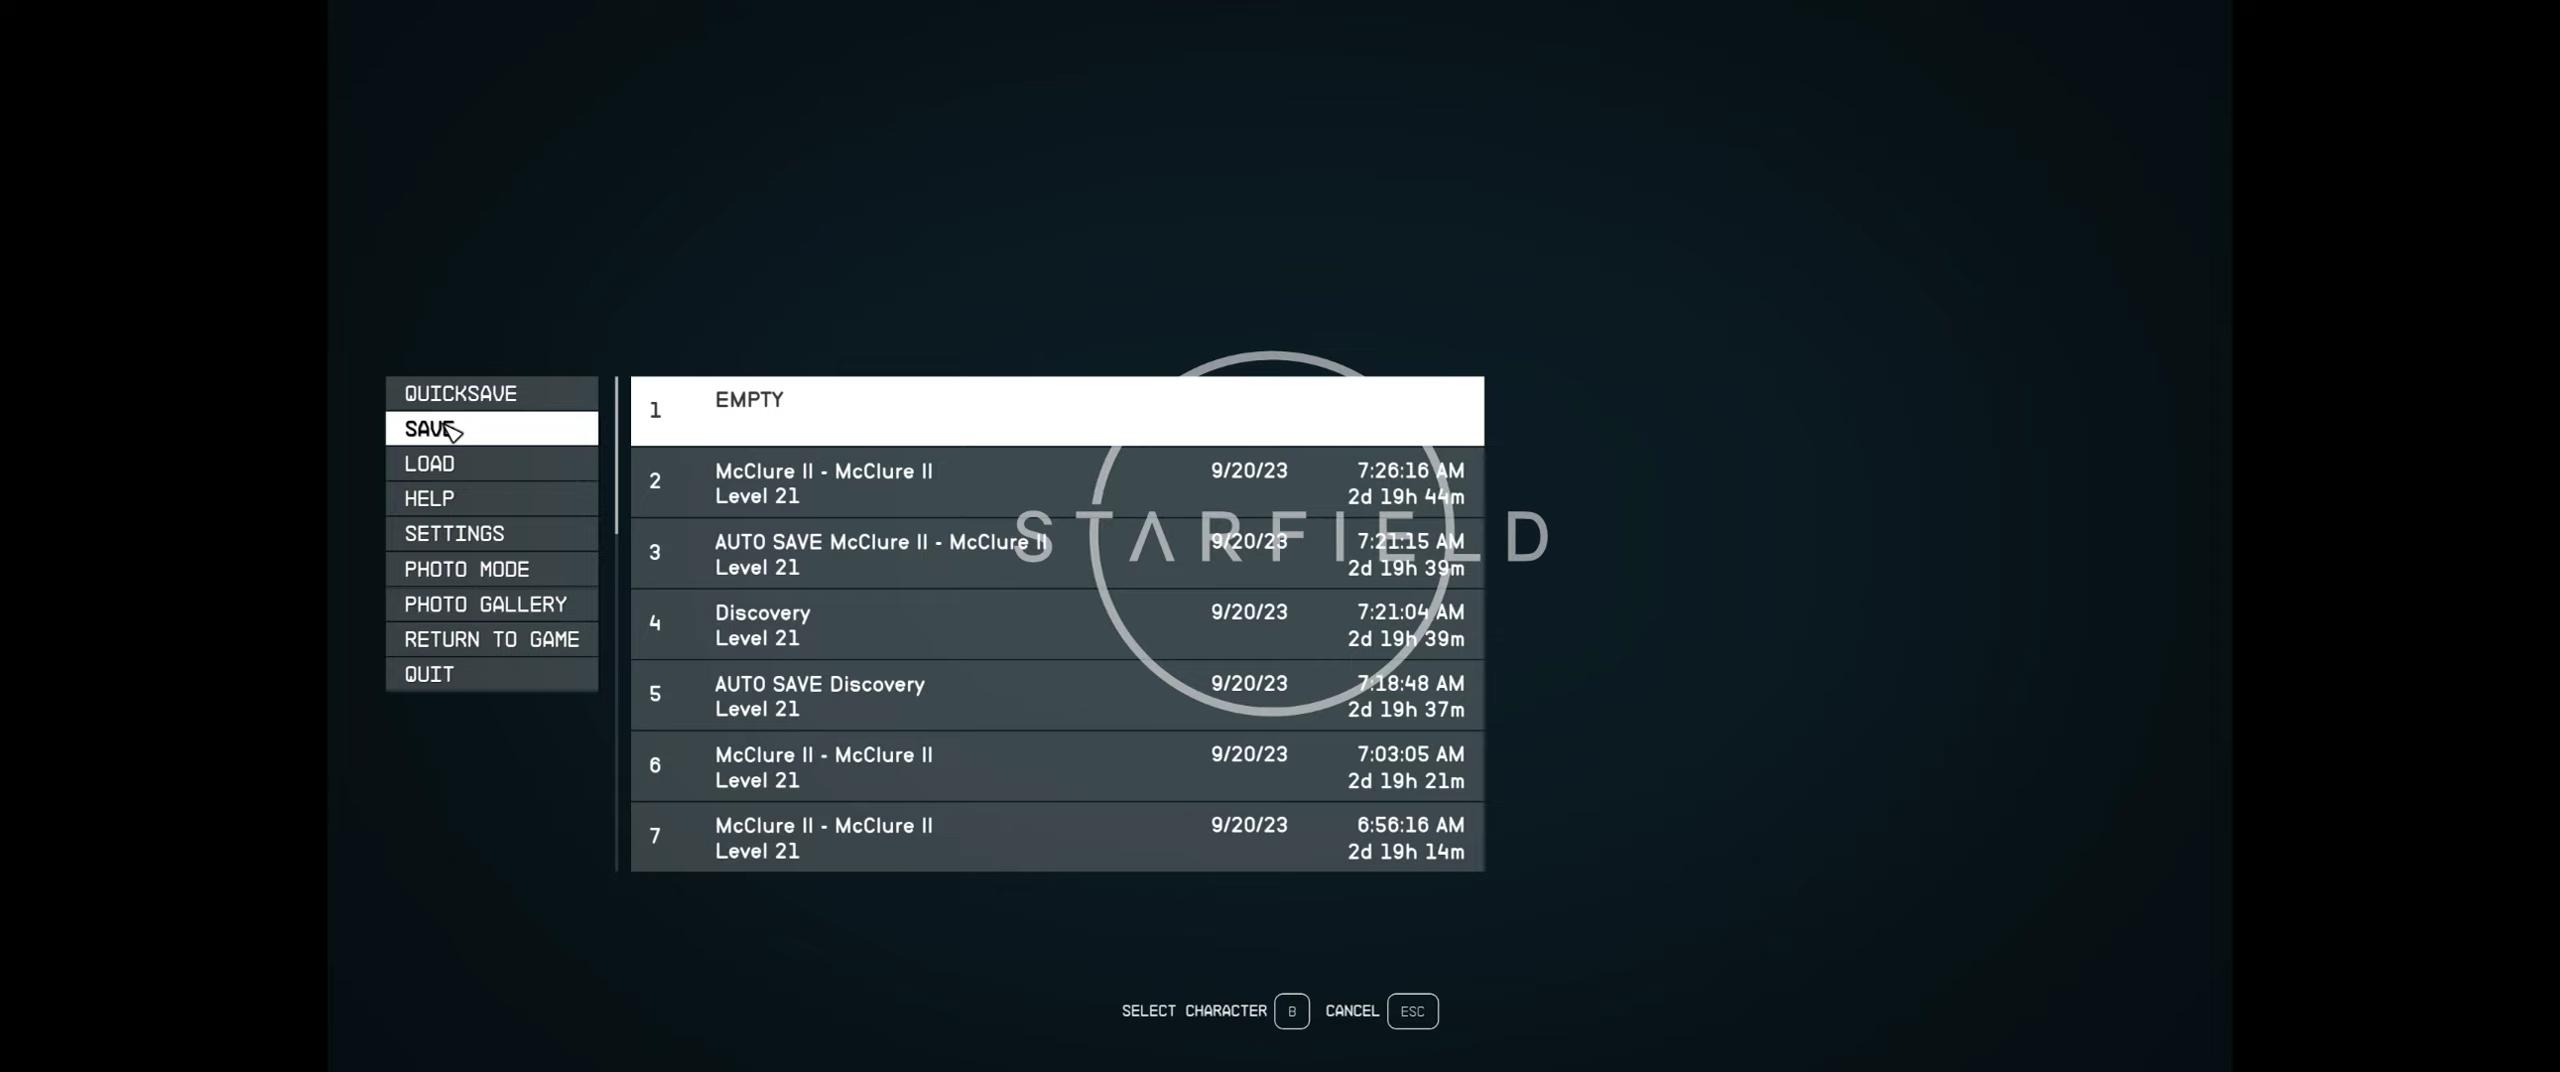 QUICKSAVE
SAVE
LOAD
HELP
SETTINGS
PHOTO MODE
PHOTO GALLERY
RETURN TO GAME
QUIT
1 EMPTY
2 McClure II - McClure II 9/20/23 7:26:16 AM
Level 21 2d 19h 44m
3 AUTO SAVE McClure II - McClure II 9/20/23 7:21:15 AM
Level 21 2d 19h 39m
STARFIELD
4 Discovery 9/20/23 7:21:04 AM
Level 21 2d 19h 39m
5 AUTO SAVE Discovery 9/20/23 7:18:48 AM
Level 21 2d 19h 37m
6 McClure II - McClure II 9/20/23 7:03:05 AM
Level 21 2d 19h 21m
7 McClure II - McClure II 9/20/23 6:56:16 AM
Level 21 2d 19h 14m
SELECT CHARACTER B CANCEL ESC